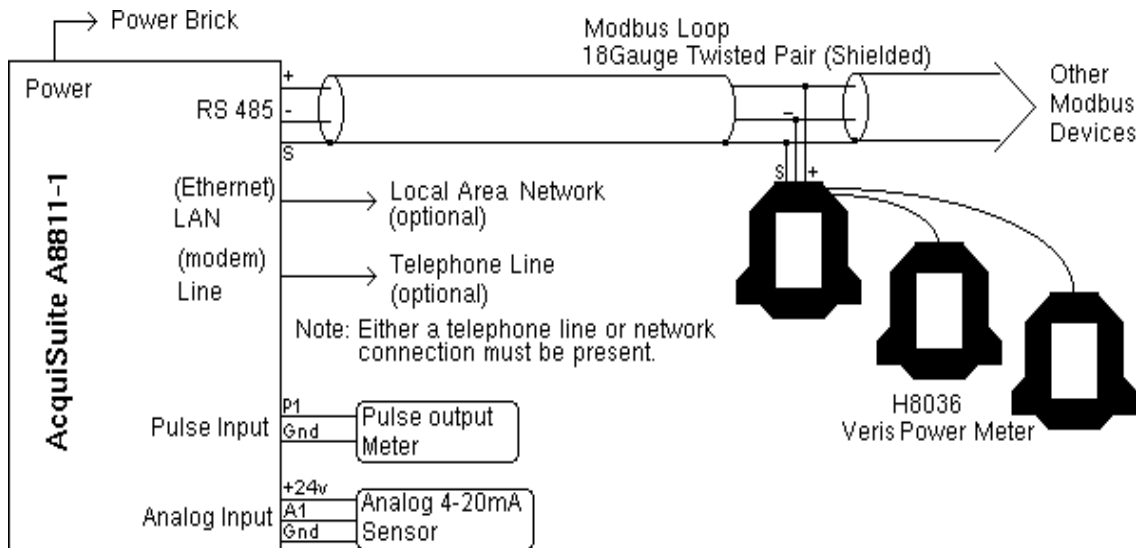 Power Brick
Power
Modbus Loop
18Gauge Twisted Pair (Shielded)
+
RS 485
-
S
-
S
+
Other
Modbus
Devices
(Ethernet)
LAN
Local Area Network
(optional)
(modem)
Line
Telephone Line
(optional)
Note: Either a telephone line or network
connection must be present.
AcquiSuite A8811-1
H8036
Veris Power Meter
Pulse Input
P1
Gnd
Pulse output
Meter
Analog Input
+24v
A1
Gnd
Analog 4-20mA
Sensor